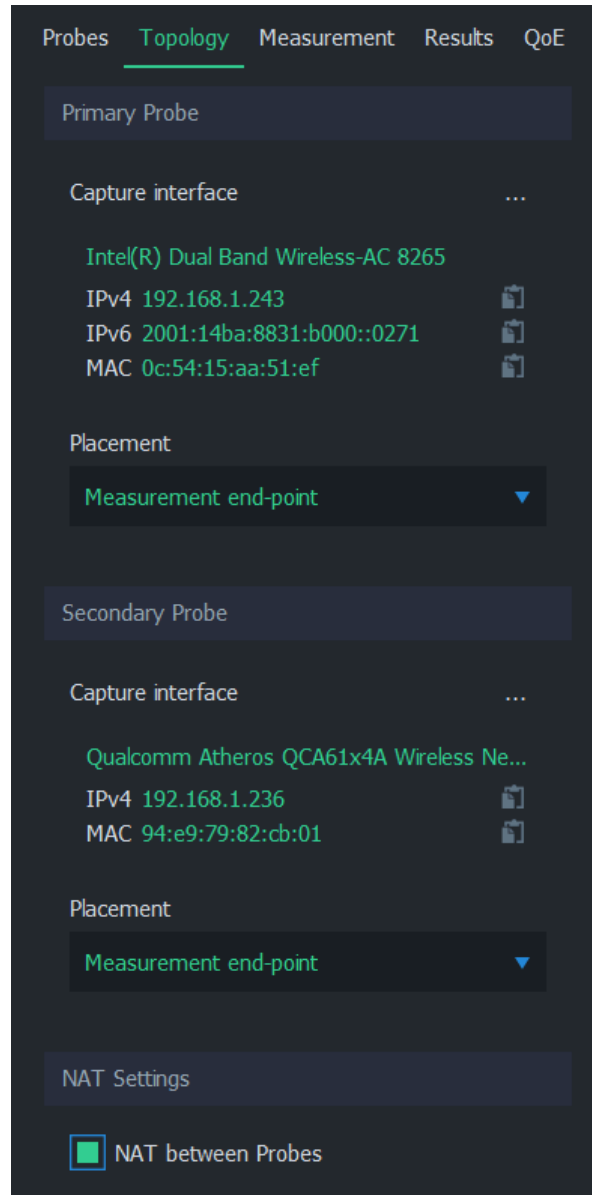 Probes Topology Measurement Results QoE
Primary Probe
Capture interface ...
Intel(R) Dual Band Wireless-AC 8265
IPv4 192.168.1.243
IPv6 2001:14ba:8831:b000::0271
MAC 0c:54:15:aa:51:ef
Placement
Measurement end-point
Secondary Probe
Capture interface ...
Qualcomm Atheros QCA61x4A Wireless Ne...
IPv4 192.168.1.236
MAC 94:e9:79:82:cb:01
Placement
Measurement end-point
NAT Settings
NAT between Probes